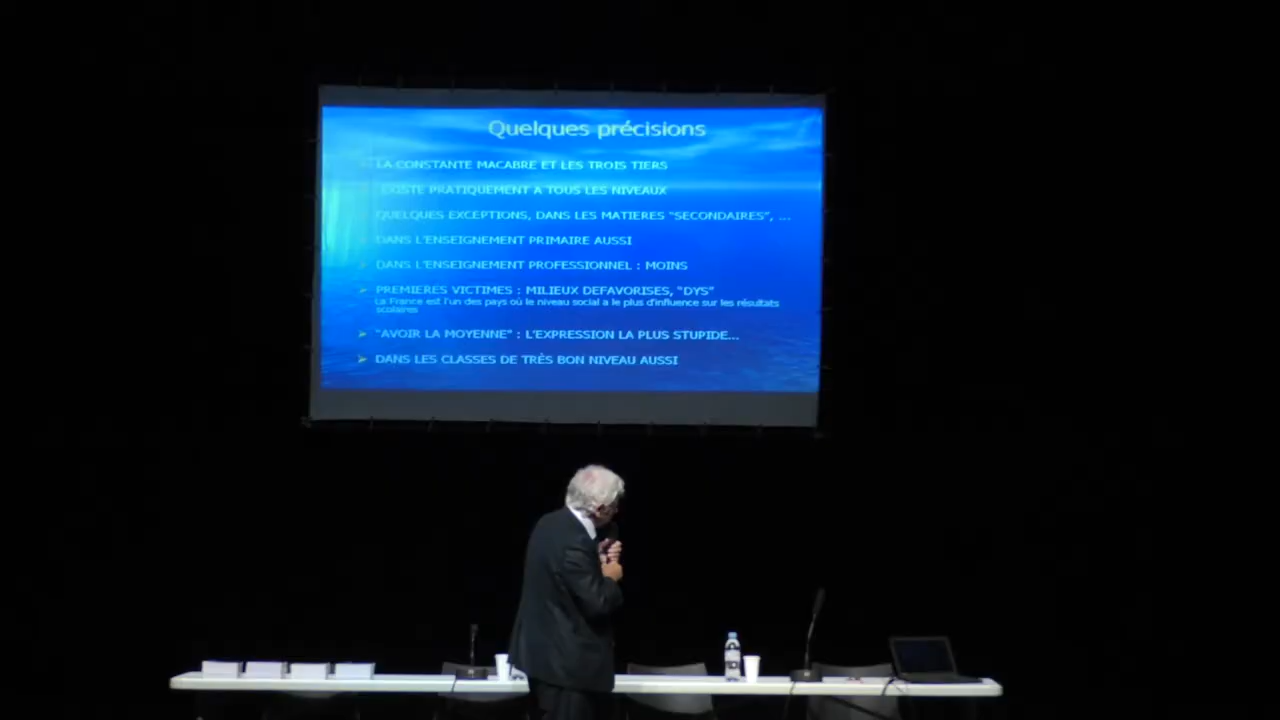 Quelques précisions
LA CONSTANTE MACABRE ET LES TROIS TIERS
EXISTE PRATIQUEMENT A TOUS LES NIVEAUX
QUELQUES EXCEPTIONS, DANS LES MATIERES "SECONDAIRES", ...
DANS L'ENSEIGNEMENT PRIMAIRE AUSSI
DANS L'ENSEIGNEMENT PROFESSIONNEL : MOINS
➢ PREMIERES VICTIMES : MILIEUX DEFAVORISES, "DYS"
La France est l'un des pays où le niveau social a le plus d'influence sur les résultats
scolaires
➢ "AVOIR LA MOYENNE" : L'EXPRESSION LA PLUS STUPIDE...
➢ DANS LES CLASSES DE TRÈS BON NIVEAU AUSSI